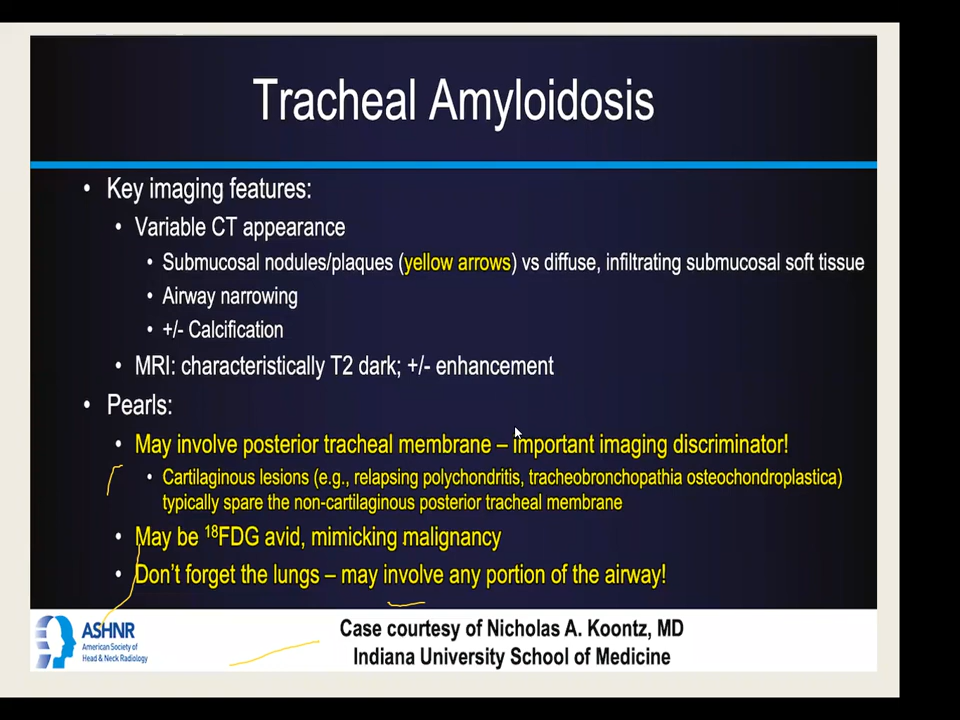 Tracheal Amyloidosis
• Key imaging features:
• Variable CT appearance
• Submucosal nodules/plaques (yellow arrows) vs diffuse, infiltrating submucosal soft tissue
• Airway narrowing
• +/- Calcification
• MRI: characteristically T2 dark; +/- enhancement
• Pearls:
• May involve posterior tracheal membrane – important imaging discriminator!
• Cartilaginous lesions (e.g., relapsing polychondritis, tracheobronchopathia osteochondroplastica)
typically spare the non-cartilaginous posterior tracheal membrane
• May be ¹⁸FDG avid, mimicking malignancy
• Don't forget the lungs – may involve any portion of the airway!
ASHNR
American Society of
Head & Neck Radiology
Case courtesy of Nicholas A. Koontz, MD
Indiana University School of Medicine